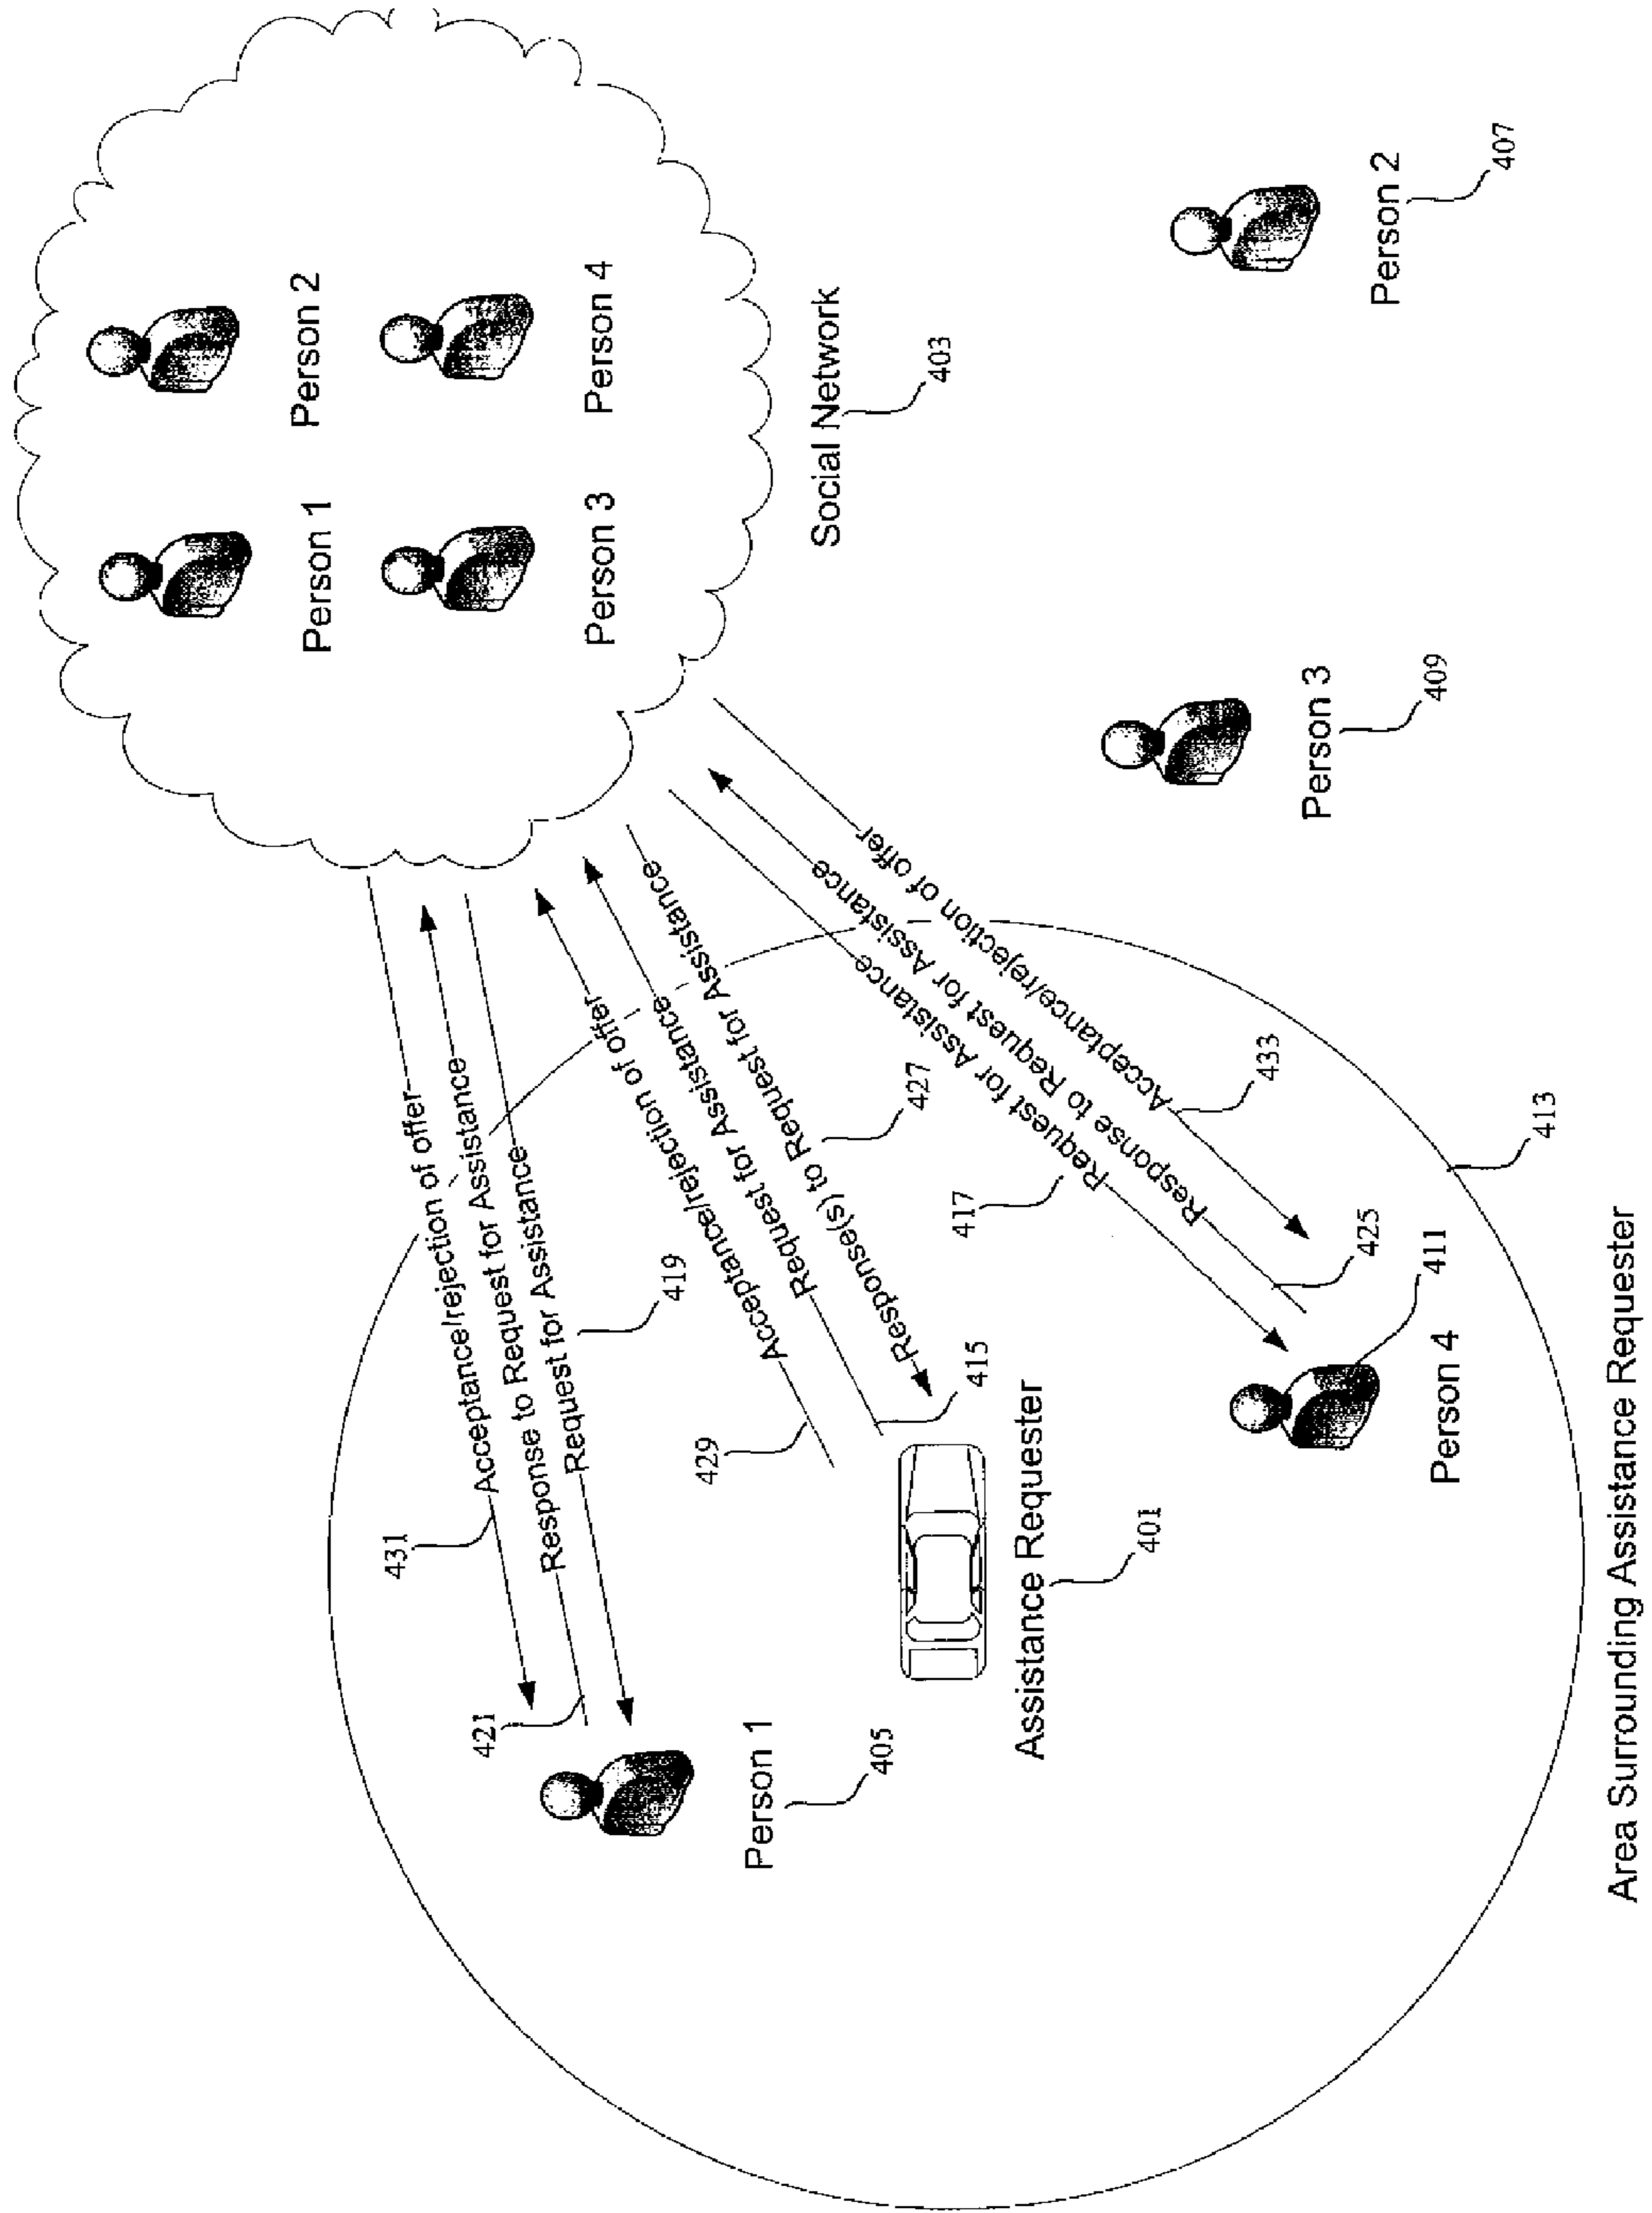 Person 1
Person 2
Person 3
Person 4
Social Network
403
Acceptance/rejection of offer
431
Response to Request for Assistance
421
Request for Assistance
419
Acceptance/rejection of offer
429
Request for Assistance
415
Response(s) to Request for Assistance
427
Request for Assistance
417
Response to Request for Assistance
425
Acceptance/rejection of offer
433
Person 1
405
Assistance Requester
401
Person 4
411
Person 3
409
Person 2
407
413
Area Surrounding Assistance Requester